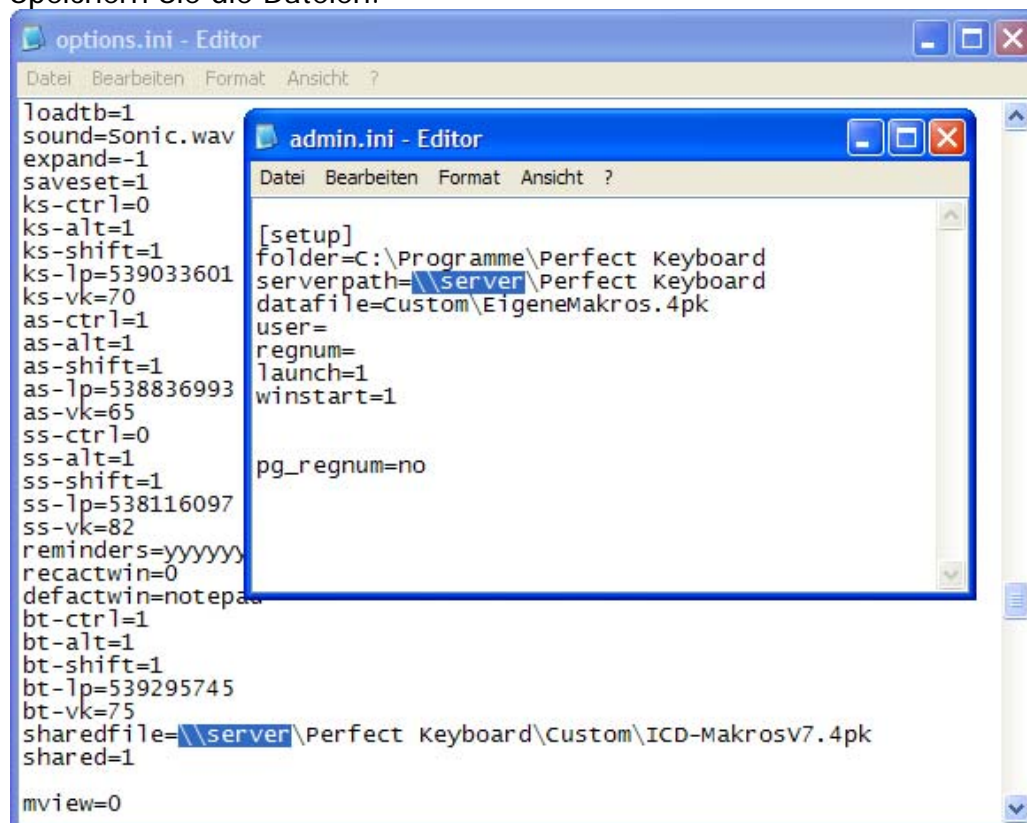 Speichern Sie die Dateien.
options.ini - Editor
Datei Bearbeiten Format Ansicht ?
loadtb=1
sound=Sonic.wav
expand=-1
saveset=1
ks-ctrl=0
ks-alt=1
ks-shift=1
ks-lp=539033601
ks-vk=70
as-ctrl=1
as-alt=1
as-shift=1
as-lp=538836993
as-vk=65
ss-ctrl=0
ss-alt=1
ss-shift=1
ss-lp=538116097
ss-vk=82
reminders=yyyyyy
recactwin=0
defactwin=notepad
bt-ctrl=1
bt-alt=1
bt-shift=1
bt-lp=539295745
bt-vk=75
sharedfile=\\server\Perfect Keyboard\Custom\ICD-MakrosV7.4pk
shared=1
mview=0
admin.ini - Editor
Datei Bearbeiten Format Ansicht ?
[setup]
folder=C:\Programme\Perfect Keyboard
serverpath=\\server\Perfect Keyboard
datafile=Custom\EigeneMakros.4pk
user=
regnum=
launch=1
winstart=1
pg_regnum=no